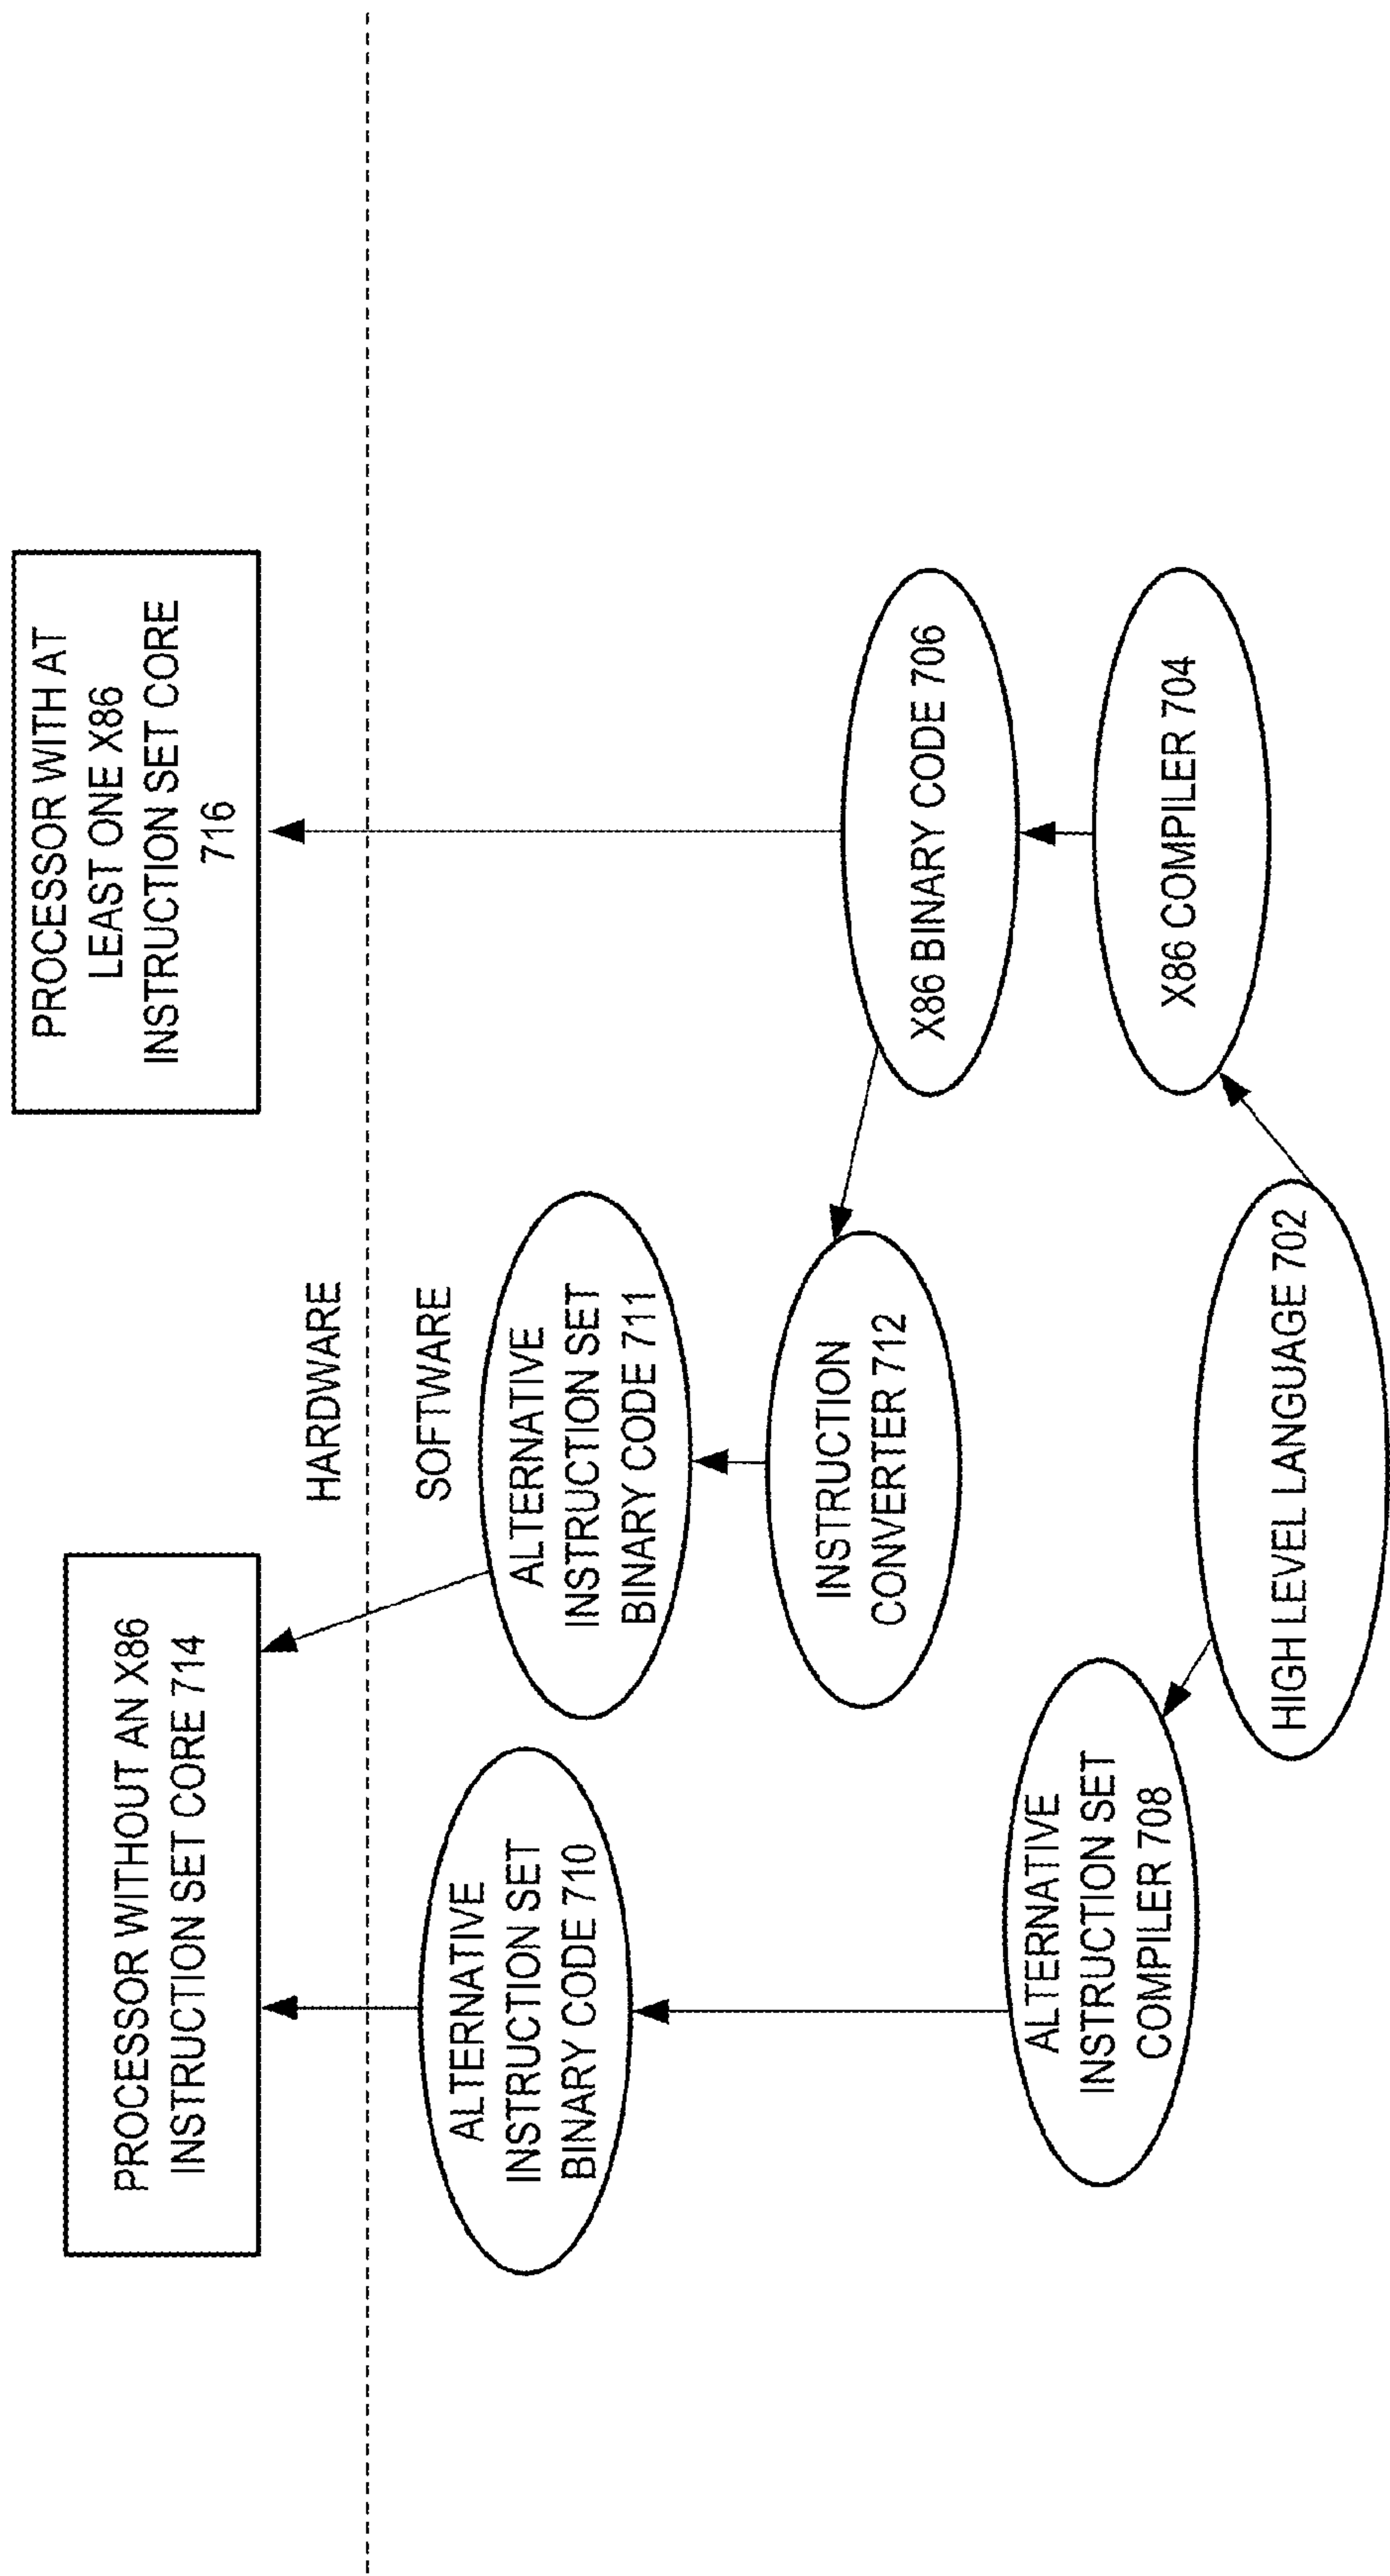 PROCESSOR WITHOUT AN X86
INSTRUCTION SET CORE 714
PROCESSOR WITH AT
LEAST ONE X86
INSTRUCTION SET CORE
716
HARDWARE
SOFTWARE
ALTERNATIVE
INSTRUCTION SET
BINARY CODE 710
ALTERNATIVE
INSTRUCTION SET
BINARY CODE 711
INSTRUCTION
CONVERTER 712
X86 BINARY CODE 706
ALTERNATIVE
INSTRUCTION SET
COMPILER 708
X86 COMPILER 704
HIGH LEVEL LANGUAGE 702